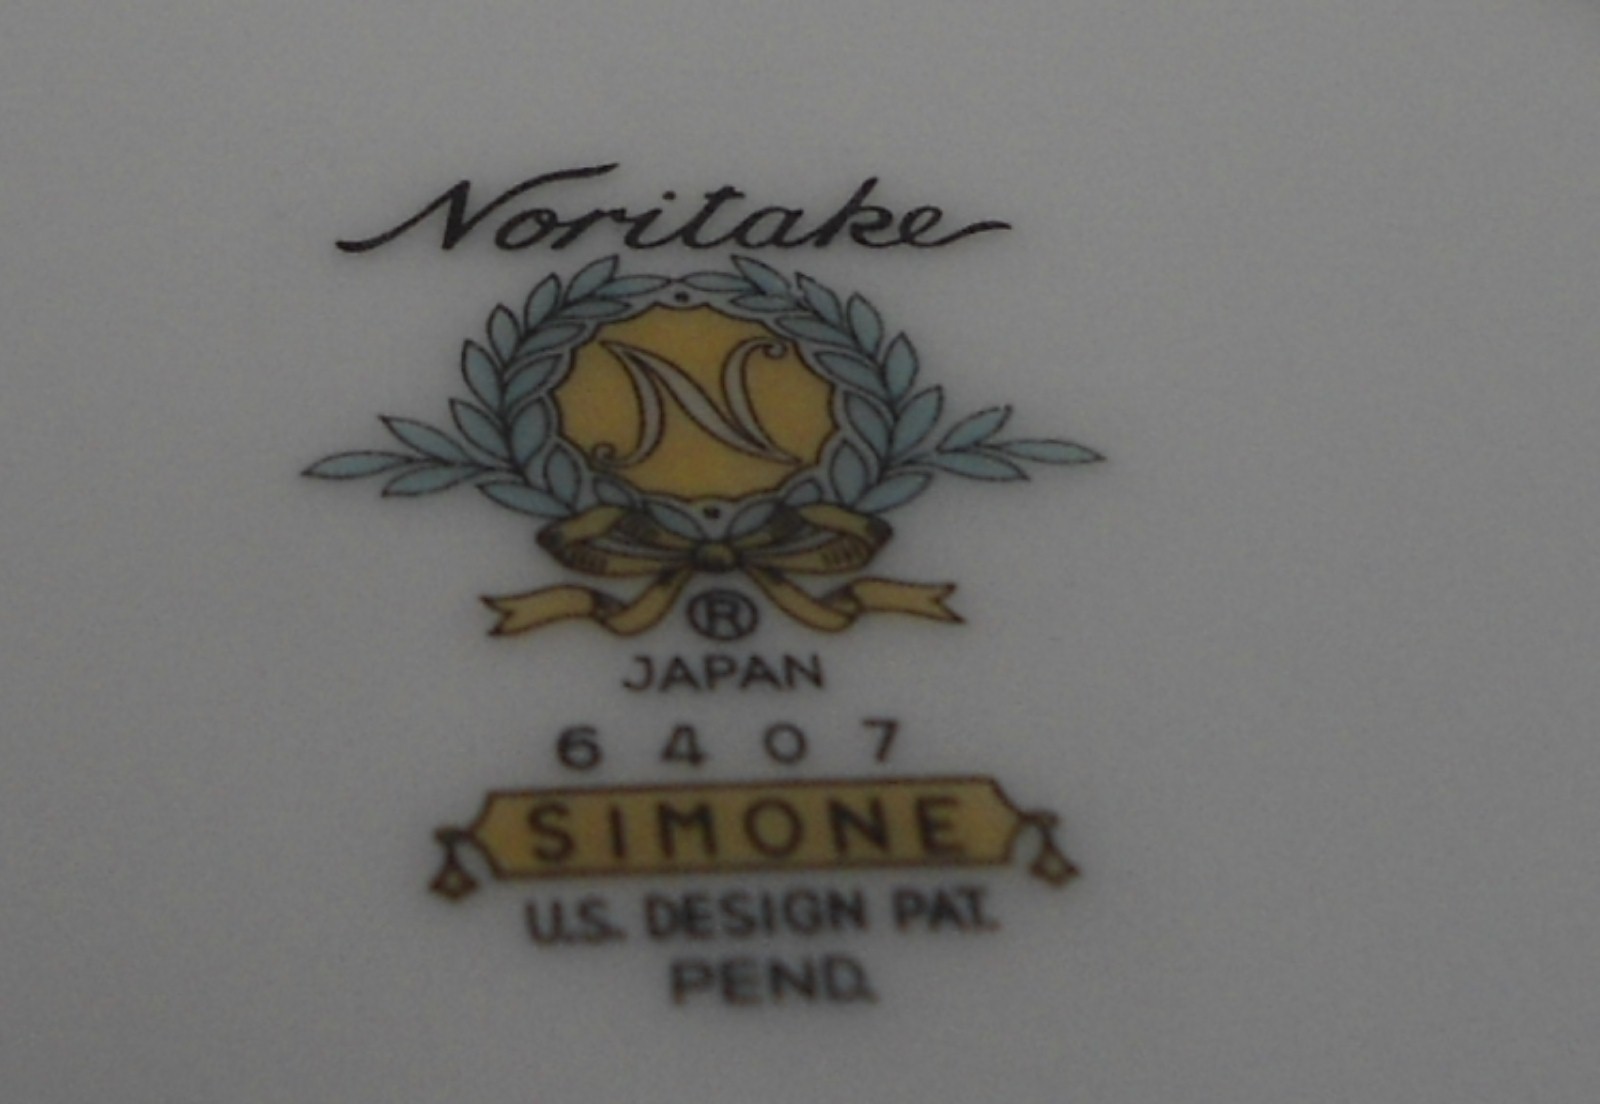 Noritake
N
®
JAPAN
6407
SIMONE
U.S. DESIGN PAT.
PEND.